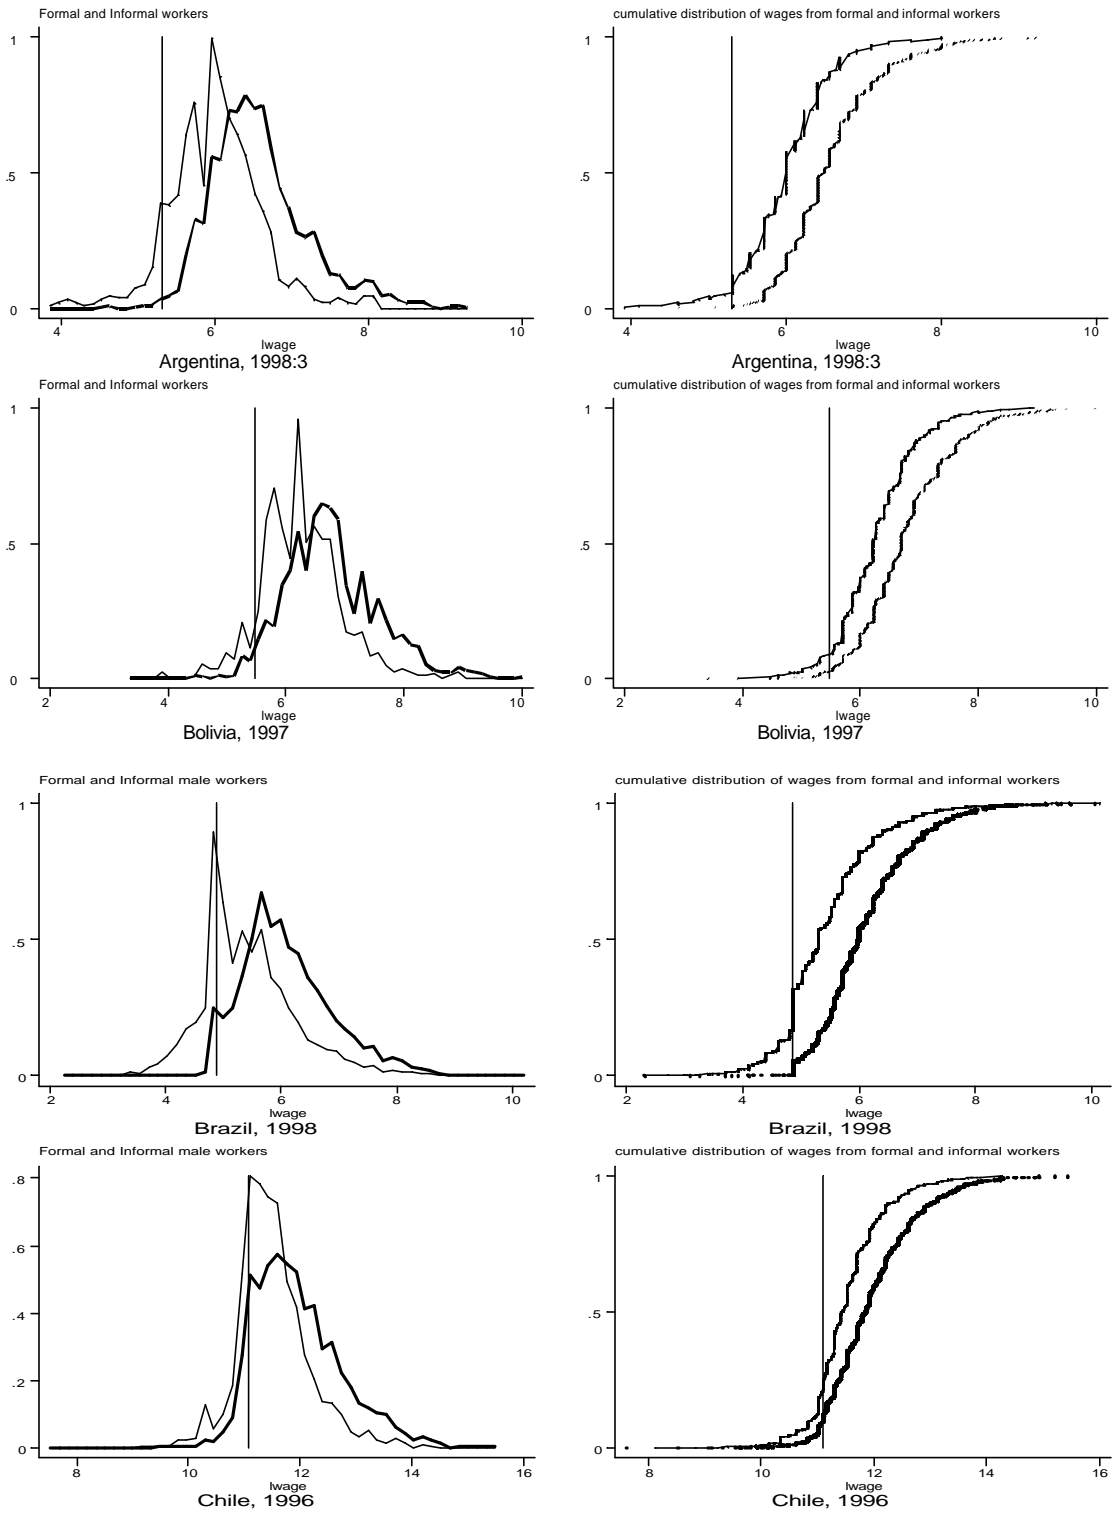 Formal and Informal workers
1
.5
0
4 6 8 10
lwage
Argentina, 1998:3
cumulative distribution of wages from formal and informal workers
1
.5
0
4 6 8 10
lwage
Argentina, 1998:3
Formal and Informal workers
1
.5
0
2 4 6 8 10
lwage
Bolivia, 1997
cumulative distribution of wages from formal and informal workers
1
.5
0
2 4 6 8 10
lwage
Bolivia, 1997
Formal and Informal male workers
1
.5
0
2 4 6 8 10
lwage
Brazil, 1998
cumulative distribution of wages from formal and informal workers
1
.5
0
2 4 6 8 10
lwage
Brazil, 1998
Formal and Informal male workers
.8
.6
.4
.2
0
8 10 12 14 16
lwage
Chile, 1996
cumulative distribution of wages from formal and informal workers
1
.5
0
8 10 12 14 16
lwage
Chile, 1996